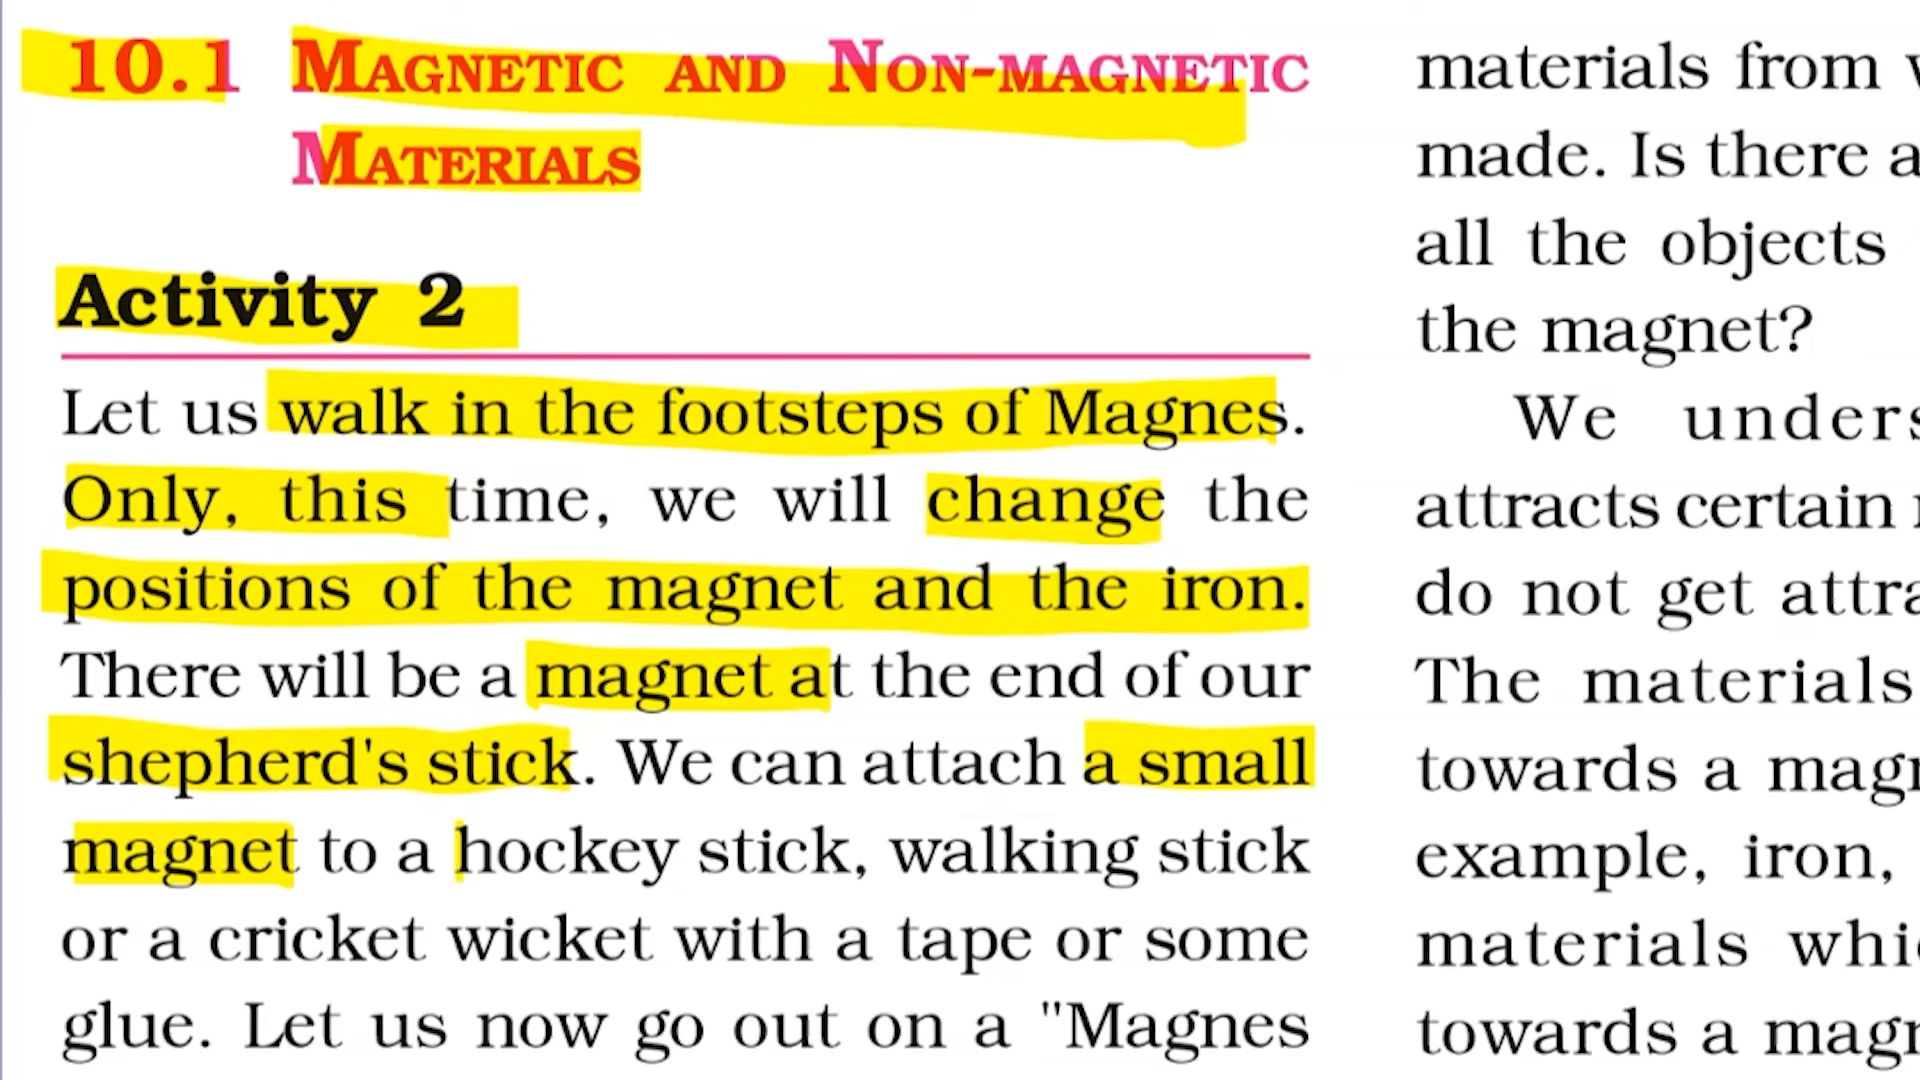 10.1 MAGNETIC AND NON-MAGNETIC
MATERIALS
Activity 2
Let us walk in the footsteps of Magnes.
Only, this time, we will change the
positions of the magnet and the iron.
There will be a magnet at the end of our
shepherd's stick. We can attach a small
magnet to a hockey stick, walking stick
or a cricket wicket with a tape or some
glue. Let us now go out on a "Magnes
materials from
made. Is there
all the objects
the magnet?
We
attracts certain
do not get
The materials
towards a
example, iron,
materials
towards a